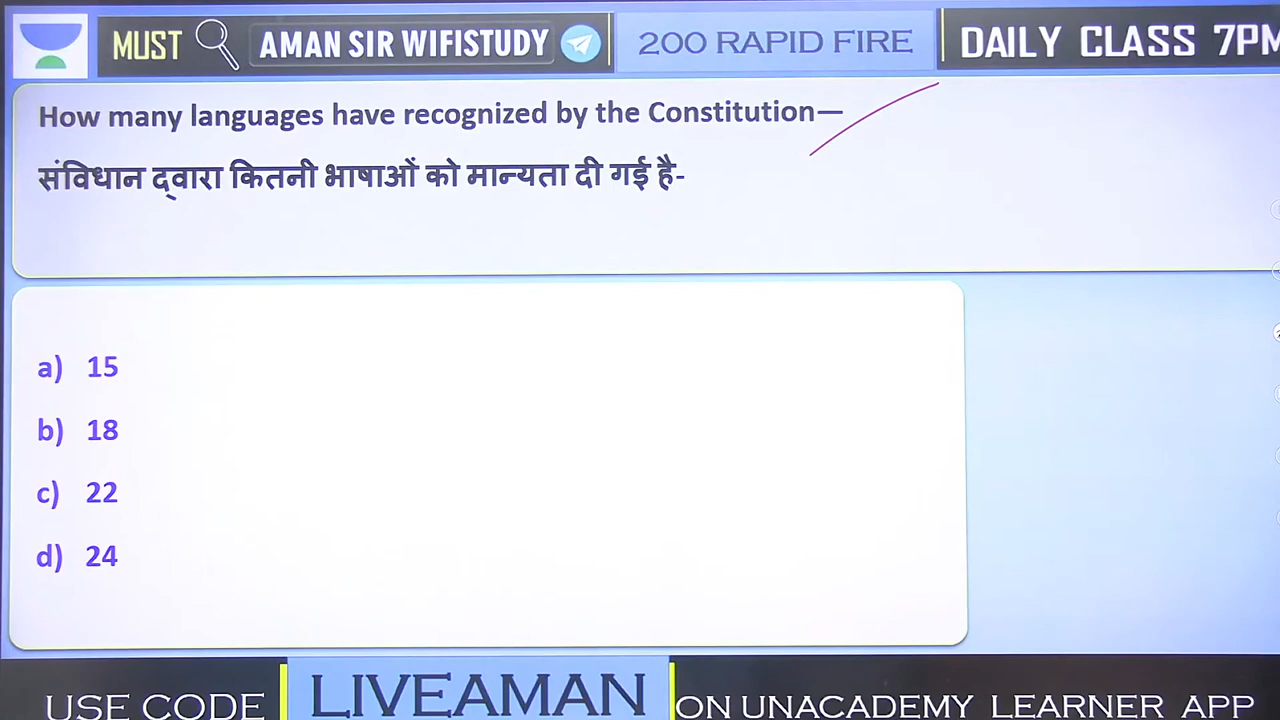 MUST AMAN SIR WIFISTUDY 200 RAPID FIRE DAILY CLASS 7PM
How many languages have recognized by the Constitution—
संविधान द्वारा कितनी भाषाओं को मान्यता दी गई है-
a) 15
b) 18
c) 22
d) 24
USE CODE LIVEAMAN ON UNACADEMY LEARNER APP